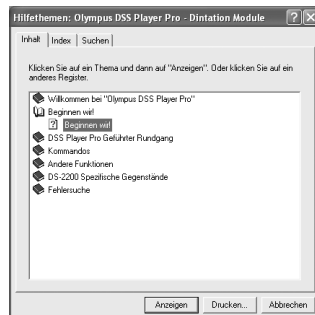 Hilfethemen: Olympus DSS Player Pro - Dintation Module
Inhalt Index Suchen
Klicken Sie auf ein Thema und dann auf "Anzeigen". Oder klicken Sie auf ein
anderes Register.
Willkommen bei "Olympus DSS Player Pro"
Beginnen wir!
Beginnen wir!
DSS Player Pro Geführter Rundgang
Kommandos
Andere Funktionen
DS-2200 Spezifische Gegenstände
Fehlersuche
Anzeigen Drucken... Abbrechen